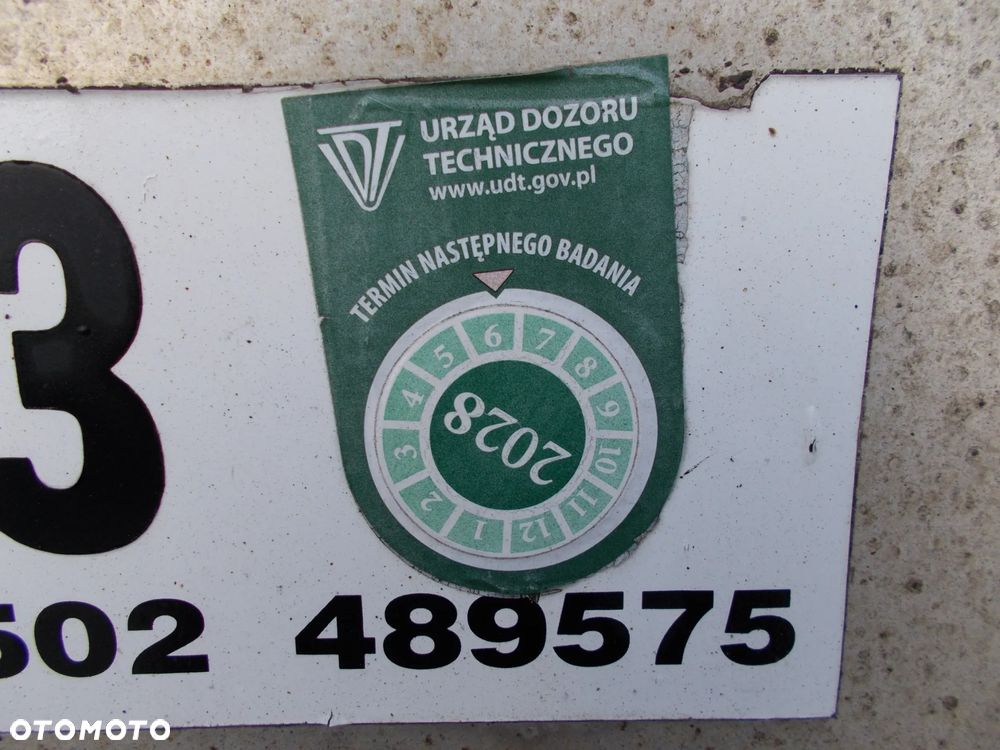 3
URZĄD DOZORU
TECHNICZNEGO
www.udt.gov.pl
TERMIN NASTĘPNEGO BADANIA
1 2 3 4 5 6 7 8 9 10 11 12
2028
502 489575
OTOMOTO